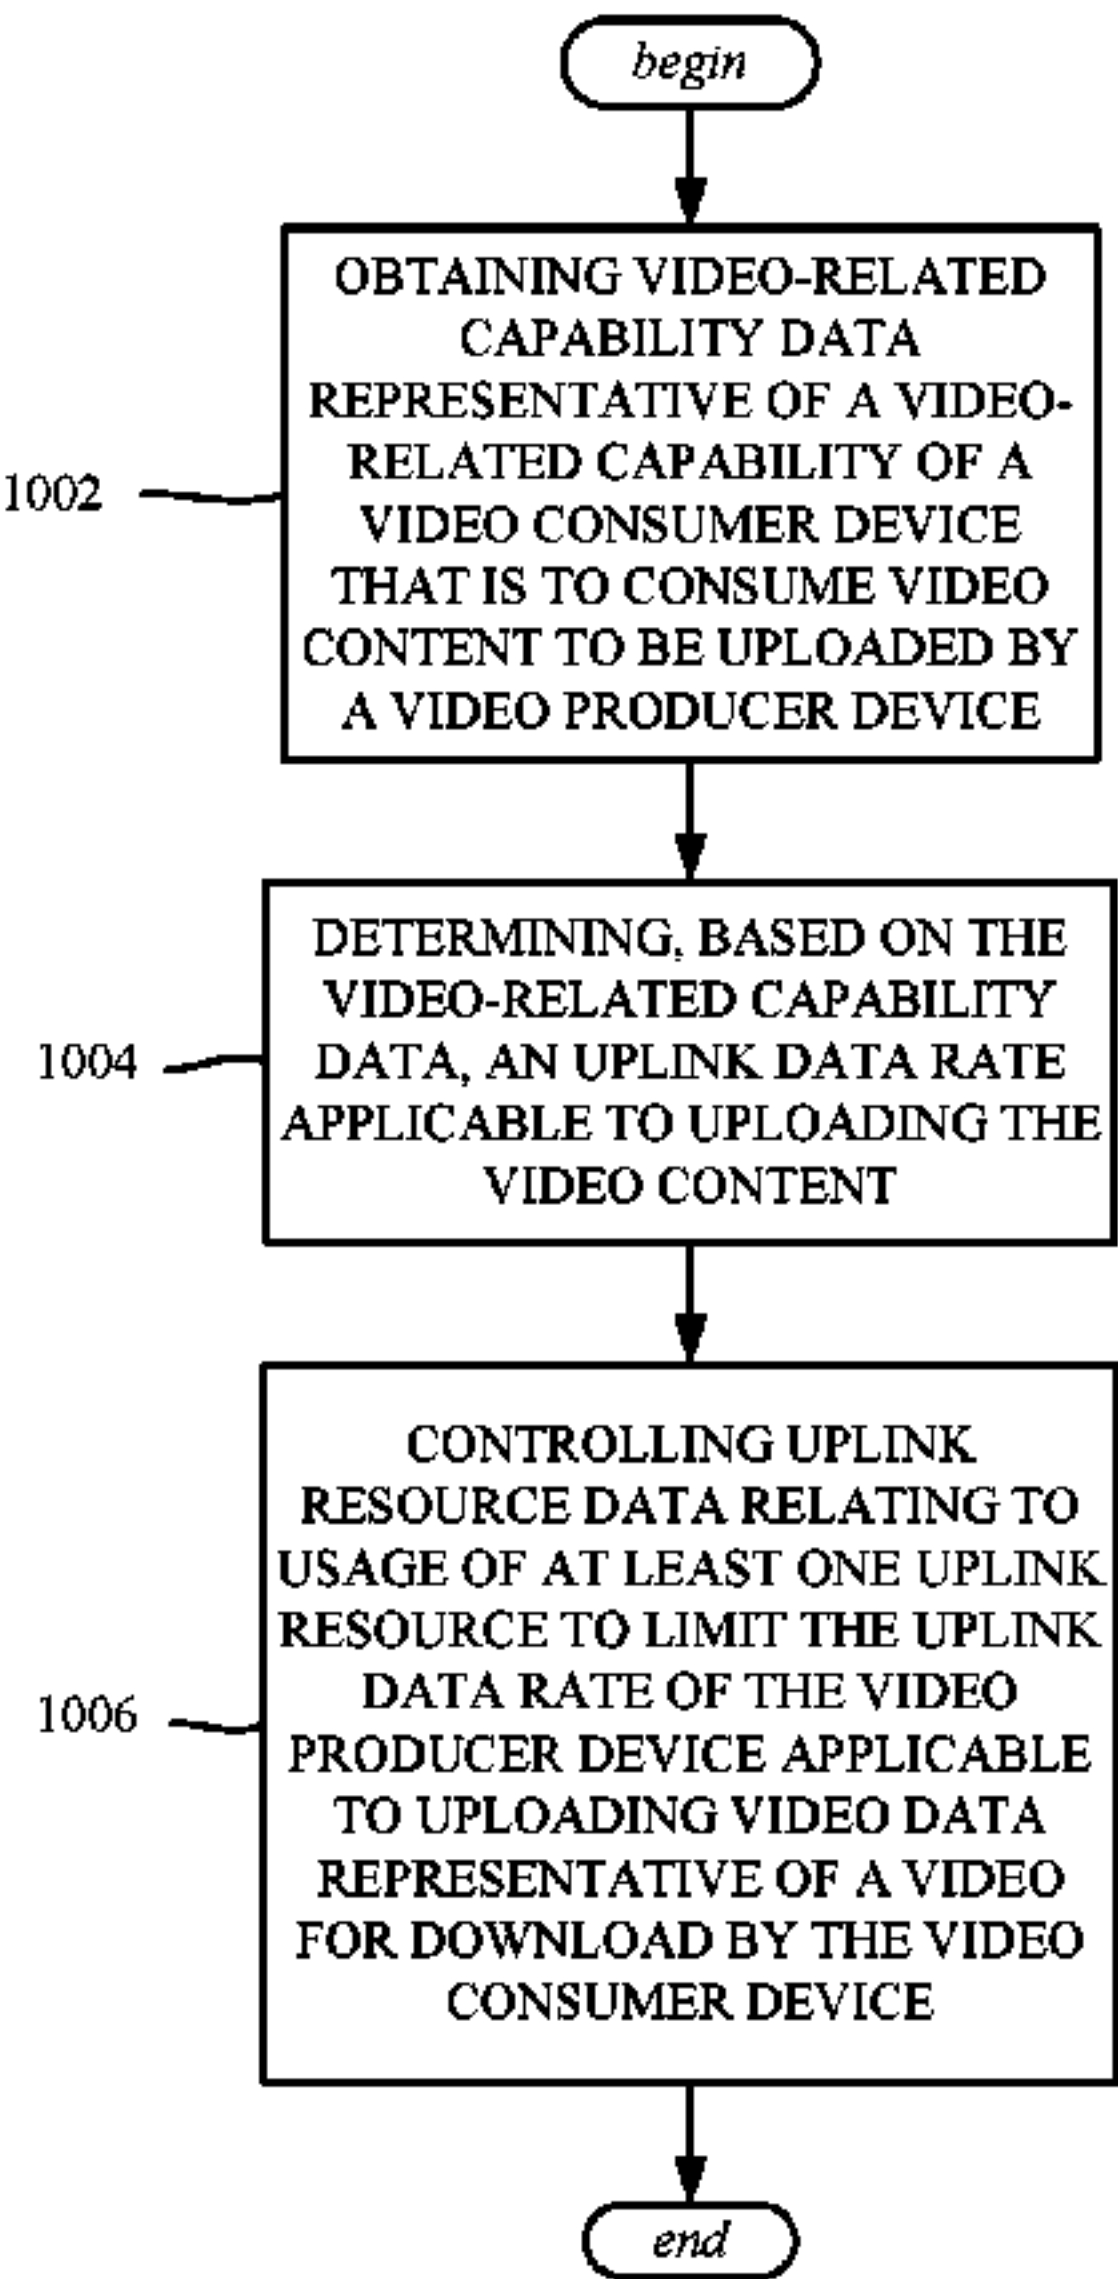 begin
OBTAINING VIDEO-RELATED
CAPABILITY DATA
REPRESENTATIVE OF A VIDEO-
RELATED CAPABILITY OF A
VIDEO CONSUMER DEVICE
THAT IS TO CONSUME VIDEO
CONTENT TO BE UPLOADED BY
A VIDEO PRODUCER DEVICE
1002
DETERMINING, BASED ON THE
VIDEO-RELATED CAPABILITY
DATA, AN UPLINK DATA RATE
APPLICABLE TO UPLOADING THE
VIDEO CONTENT
1004
CONTROLLING UPLINK
RESOURCE DATA RELATING TO
USAGE OF AT LEAST ONE UPLINK
RESOURCE TO LIMIT THE UPLINK
DATA RATE OF THE VIDEO
PRODUCER DEVICE APPLICABLE
TO UPLOADING VIDEO DATA
REPRESENTATIVE OF A VIDEO
FOR DOWNLOAD BY THE VIDEO
CONSUMER DEVICE
1006
end